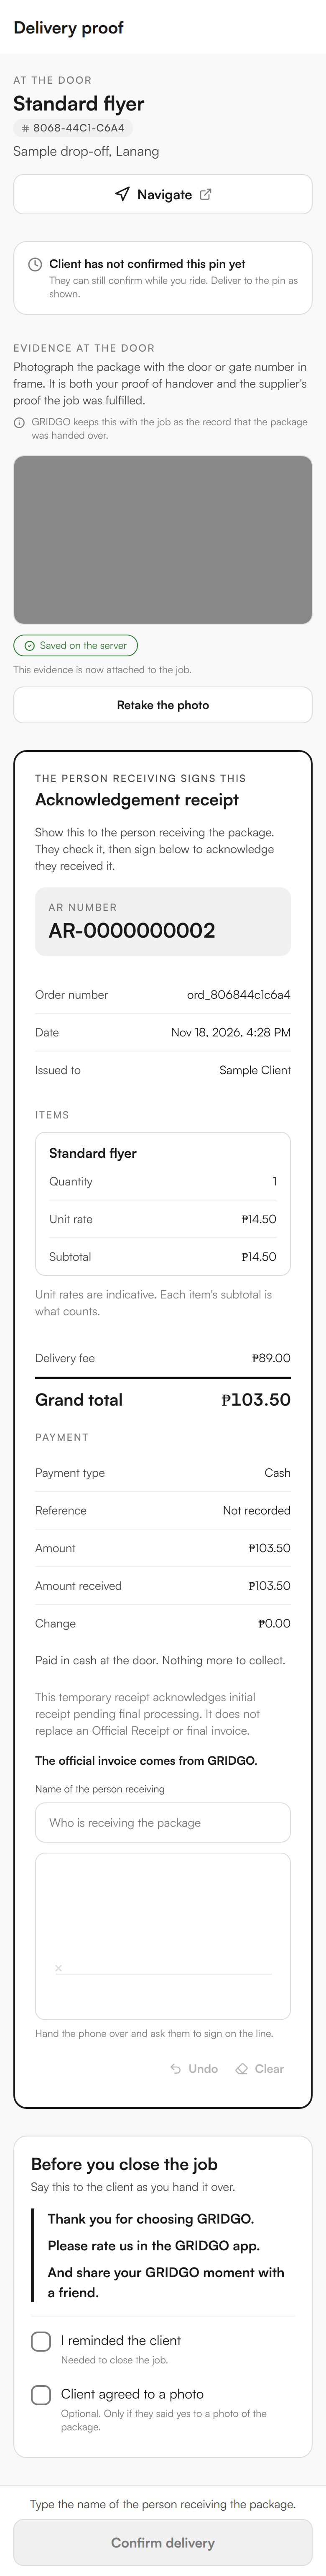 Delivery proof
AT THE DOOR
Standard flyer
# 8068-44C1-C6A4
Sample drop-off, Lanang
Navigate
Client has not confirmed this pin yet
They can still confirm while you ride. Deliver to the pin as
shown.
EVIDENCE AT THE DOOR
Photograph the package with the door or gate number in
frame. It is both your proof of handover and the supplier's
proof the job was fulfilled.
GRIDGO keeps this with the job as the record that the package
was handed over.
Saved on the server
This evidence is now attached to the job.
Retake the photo
THE PERSON RECEIVING SIGNS THIS
Acknowledgement receipt
Show this to the person receiving the package.
They check it, then sign below to acknowledge
they received it.
AR NUMBER
AR-0000000002
Order number ord_806844c1c6a4
Date Nov 18, 2026, 4:28 PM
Issued to Sample Client
ITEMS
Standard flyer
Quantity 1
Unit rate ₱14.50
Subtotal ₱14.50
Unit rates are indicative. Each item's subtotal is
what counts.
Delivery fee ₱89.00
Grand total ₱103.50
PAYMENT
Payment type Cash
Reference Not recorded
Amount ₱103.50
Amount received ₱103.50
Change ₱0.00
Paid in cash at the door. Nothing more to collect.
This temporary receipt acknowledges initial
receipt pending final processing. It does not
replace an Official Receipt or final invoice.
The official invoice comes from GRIDGO.
Name of the person receiving
Who is receiving the package
×
Hand the phone over and ask them to sign on the line.
Undo Clear
Before you close the job
Say this to the client as you hand it over.
Thank you for choosing GRIDGO.
Please rate us in the GRIDGO app.
And share your GRIDGO moment with
a friend.
I reminded the client
Needed to close the job.
Client agreed to a photo
Optional. Only if they said yes to a photo of the
package.
Type the name of the person receiving the package.
Confirm delivery